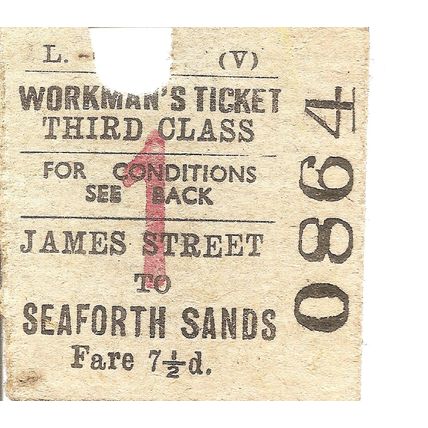 L. (V)
WORKMAN'S TICKET
THIRD CLASS
FOR CONDITIONS
SEE BACK
JAMES STREET
TO
SEAFORTH SANDS
Fare 7½d.
1
0864